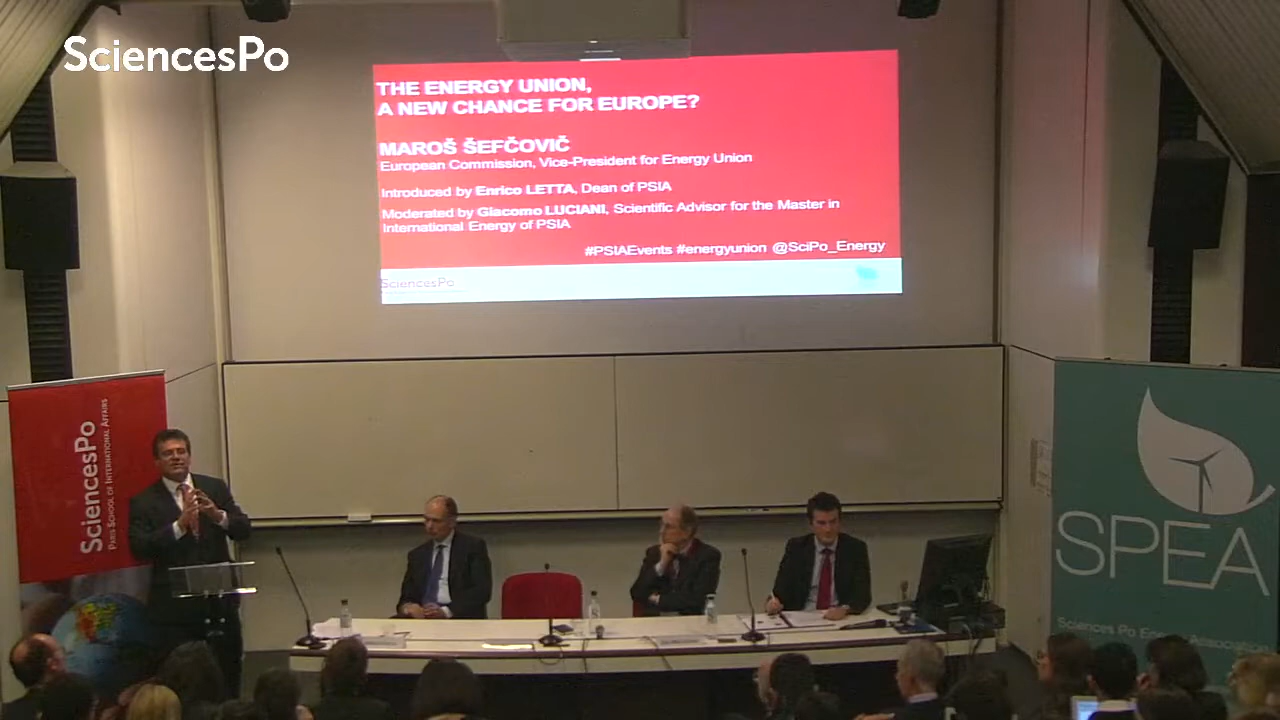 SciencesPo
THE ENERGY UNION,
A NEW CHANCE FOR EUROPE?
MAROŠ ŠEFČOVIČ
European Commission, Vice-President for Energy Union
Introduced by Enrico LETTA, Dean of PSIA
Moderated by Giacomo LUCIANI, Scientific Advisor for the Master in
International Energy of PSIA
#PSIAEvents #energyunion @SciPo_Energy
SciencesPo
SciencesPo
PARIS SCHOOL OF INTERNATIONAL AFFAIRS
SPEA
Sciences Po Energy Association